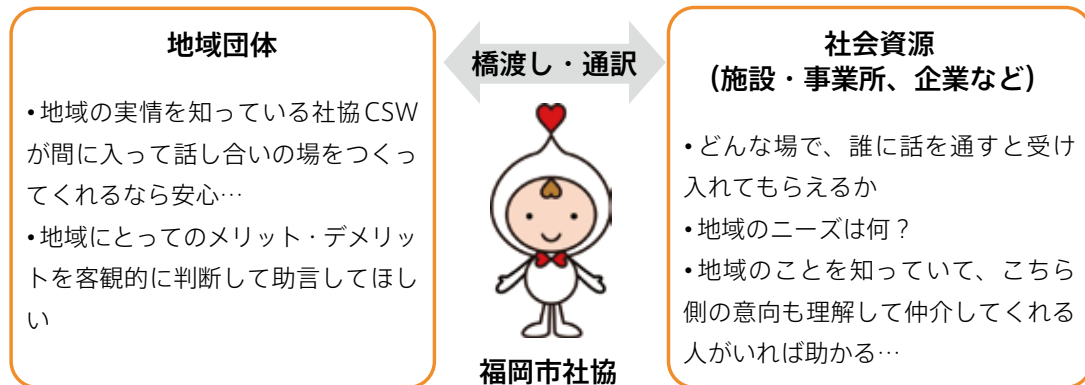 地域団体
•地域の実情を知っている社協CSW
が間に入って話し合いの場をつくっ
てくれるなら安心…
•地域にとってのメリット・デメリッ
トを客観的に判断して助言してほし
い
橋渡し・通訳
福岡市社協
社会資源
（施設・事業所、企業など）
•どんな場で、誰に話を通すと受け
入れてもらえるか
•地域のニーズは何？
•地域のことを知っていて、こちら
側の意向も理解して仲介してくれる
人がいれば助かる…